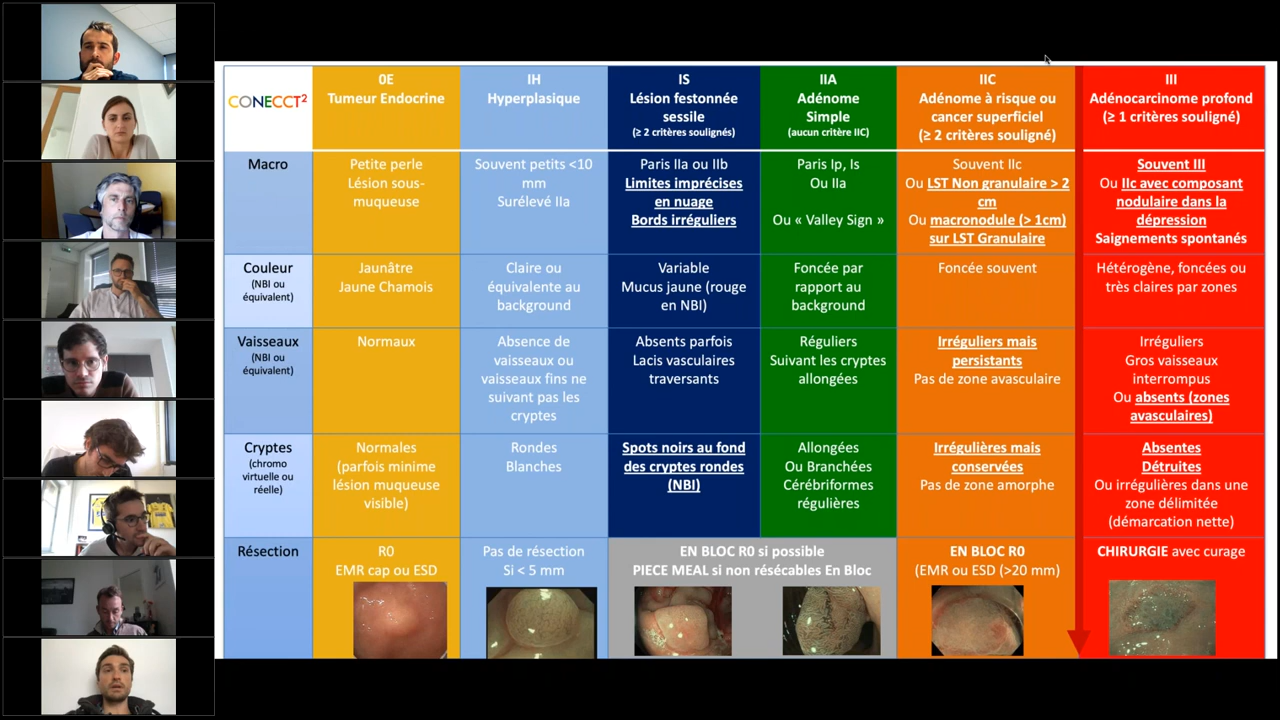 CONECCT²
0E
Tumeur Endocrine
IH
Hyperplasique
IS
Lésion festonnée
sessile
(≥ 2 critères soulignés)
IIA
Adénome
Simple
(aucun critère IIC)
IIC
Adénome à risque ou
cancer superficiel
(≥ 2 critères souligné)
III
Adénocarcinome profond
(≥ 1 critères souligné)
Macro
Petite perle
Lésion sous-
muqueuse
Souvent petits <10
mm
Surélevé IIa
Paris IIa ou IIb
Limites imprécises
en nuage
Bords irréguliers
Paris Ip, Is
Ou IIa
Ou « Valley Sign »
Souvent IIc
Ou LST Non granulaire > 2
cm
Ou macronodule (> 1cm)
sur LST Granulaire
Souvent III
Ou IIc avec composant
nodulaire dans la
dépression
Saignements spontanés
Couleur
(NBI ou
équivalent)
Jaunâtre
Jaune Chamois
Claire ou
équivalente au
background
Variable
Mucus jaune (rouge
en NBI)
Foncée par
rapport au
background
Foncée souvent
Hétérogène, foncées ou
très claires par zones
Vaisseaux
(NBI ou
équivalent)
Normaux
Absence de
vaisseaux ou
vaisseaux fins ne
suivant pas les
cryptes
Absents parfois
Lacis vasculaires
traversants
Réguliers
Suivant les cryptes
allongées
Irréguliers mais
persistants
Pas de zone avasculaire
Irréguliers
Gros vaisseaux
interrompus
Ou absents (zones
avasculaires)
Cryptes
(chromo
virtuelle ou
réelle)
Normales
(parfois minime
lésion muqueuse
visible)
Rondes
Blanches
Spots noirs au fond
des cryptes rondes
(NBI)
Allongées
Ou Branchées
Cérébriformes
régulières
Irrégulières mais
conservées
Pas de zone amorphe
Absentes
Détruites
Ou irrégulières dans une
zone délimitée
(démarcation nette)
Résection
R0
EMR cap ou ESD
Pas de résection
Si < 5 mm
EN BLOC R0 si possible
PIECE MEAL si non résécables En Bloc
EN BLOC R0
(EMR ou ESD (>20 mm)
CHIRURGIE avec curage